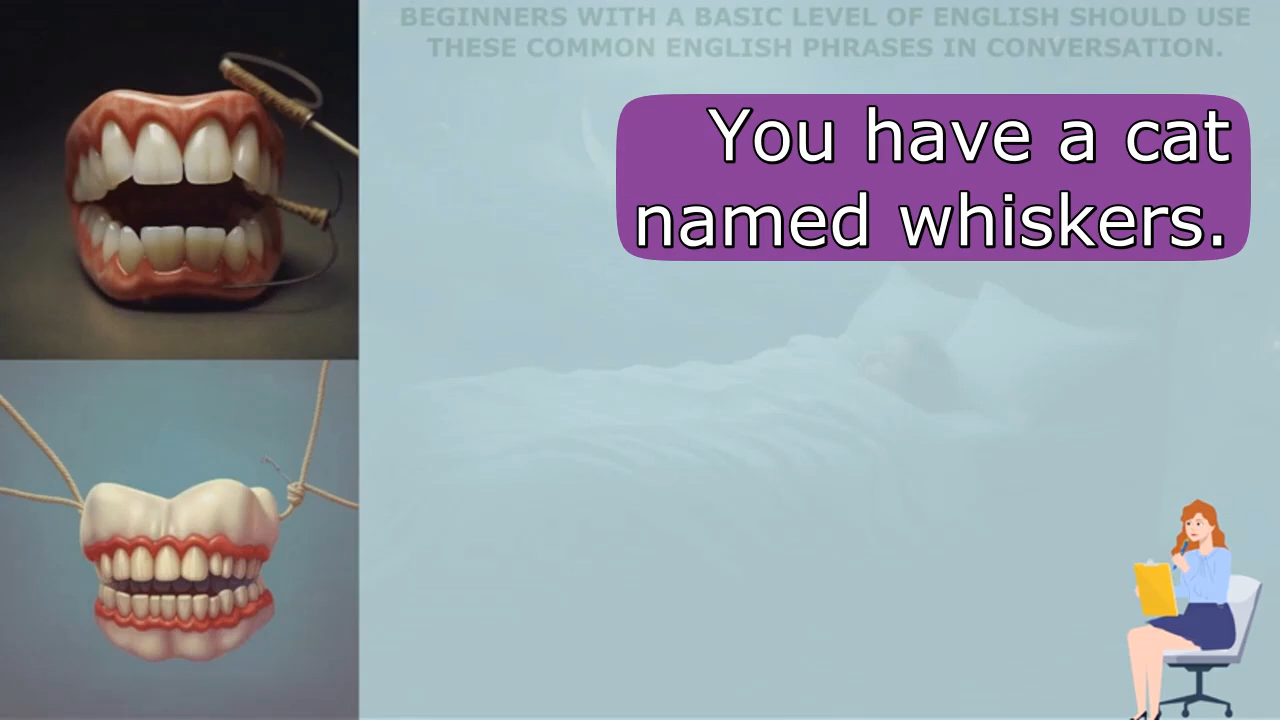 BEGINNERS WITH A BASIC LEVEL OF ENGLISH SHOULD USE
THESE COMMON ENGLISH PHRASES IN CONVERSATION.
You have a cat
named whiskers.